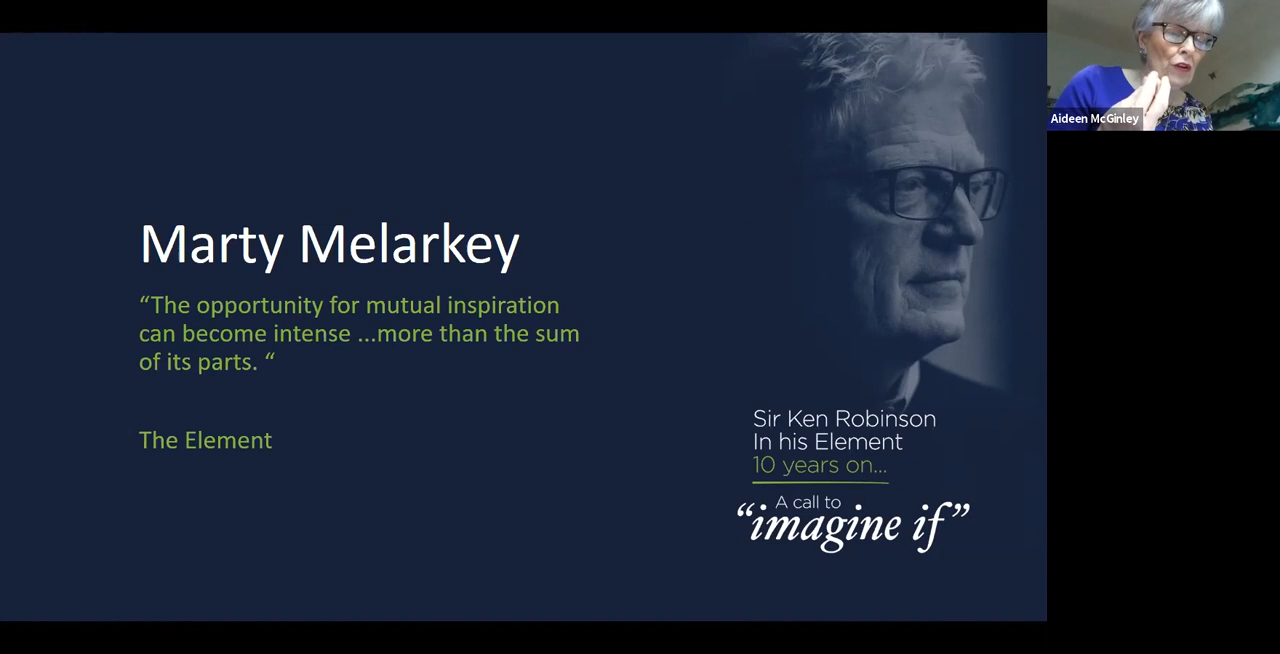 Marty Melarkey
“The opportunity for mutual inspiration
can become intense ...more than the sum
of its parts. “
The Element
Sir Ken Robinson
In his Element
10 years on...
A call to
“imagine if”
Aideen McGinley